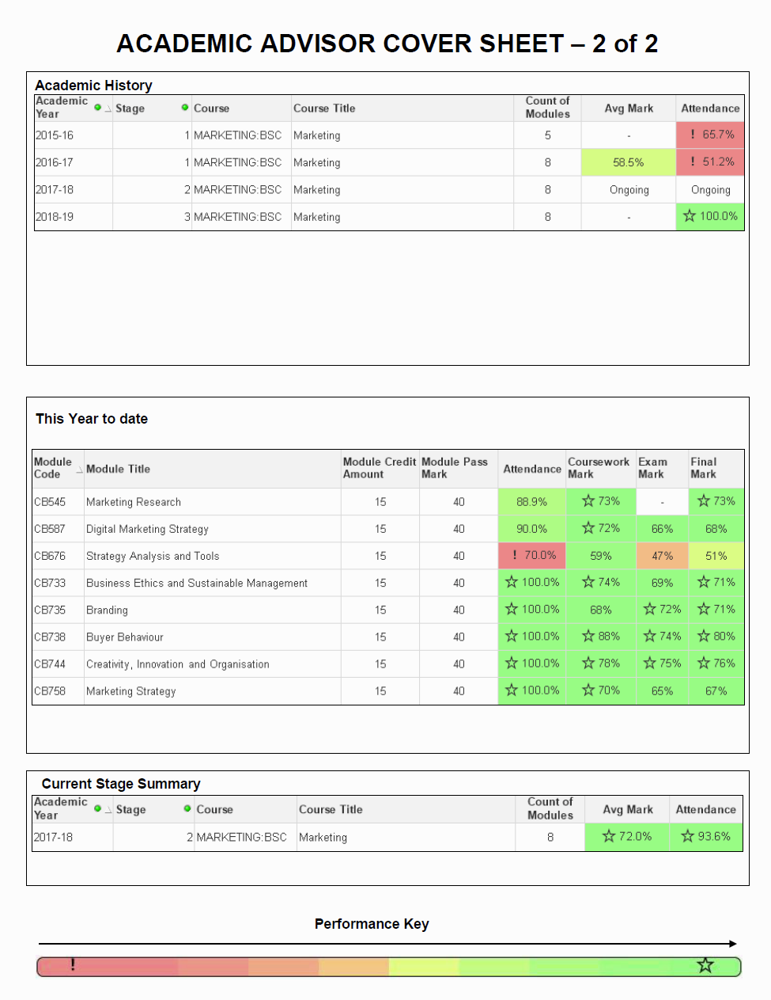 ACADEMIC ADVISOR COVER SHEET – 2 of 2
Academic History
Academic Year Stage Course Course Title Count of Modules Avg Mark Attendance
2015-16 1 MARKETING:BSC Marketing 5 - ! 65.7%
2016-17 1 MARKETING:BSC Marketing 8 58.5% ! 51.2%
2017-18 2 MARKETING:BSC Marketing 8 Ongoing Ongoing
2018-19 3 MARKETING:BSC Marketing 8 - ☆ 100.0%
This Year to date
Module Code Module Title Module Credit Amount Module Pass Mark Attendance Coursework Mark Exam Mark Final Mark
CB545 Marketing Research 15 40 88.9% ☆ 73% - ☆ 73%
CB587 Digital Marketing Strategy 15 40 90.0% ☆ 72% 66% 68%
CB676 Strategy Analysis and Tools 15 40 ! 70.0% 59% 47% 51%
CB733 Business Ethics and Sustainable Management 15 40 ☆ 100.0% ☆ 74% 69% ☆ 71%
CB735 Branding 15 40 ☆ 100.0% 68% ☆ 72% ☆ 71%
CB738 Buyer Behaviour 15 40 ☆ 100.0% ☆ 88% ☆ 74% ☆ 80%
CB744 Creativity, Innovation and Organisation 15 40 ☆ 100.0% ☆ 78% ☆ 75% ☆ 76%
CB758 Marketing Strategy 15 40 ☆ 100.0% ☆ 70% 65% 67%
Current Stage Summary
Academic Year Stage Course Course Title Count of Modules Avg Mark Attendance
2017-18 2 MARKETING:BSC Marketing 8 ☆ 72.0% ☆ 93.6%
Performance Key
! ☆